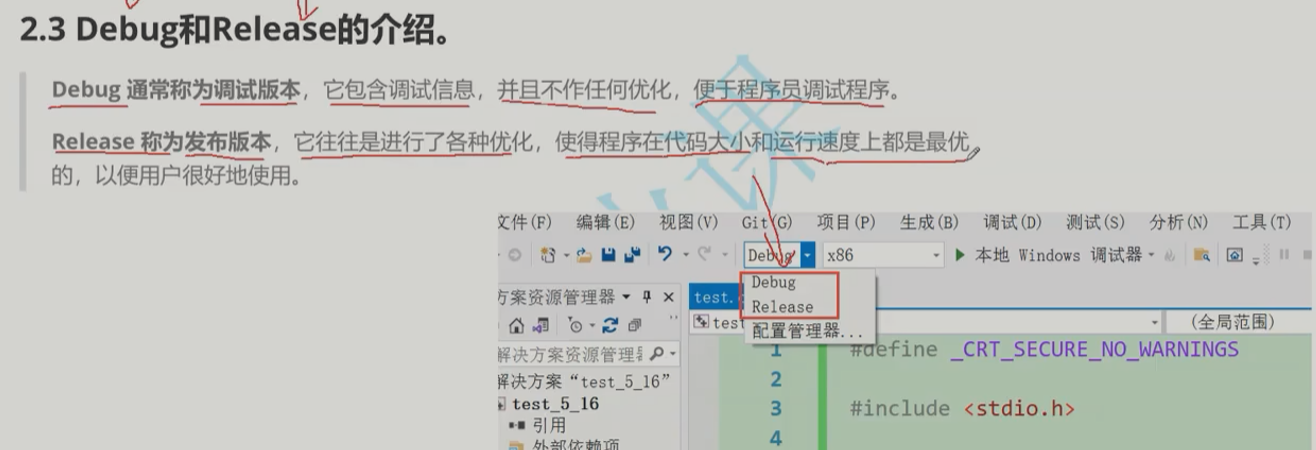 2.3 Debug和Release的介绍。
Debug 通常称为调试版本，它包含调试信息，并且不作任何优化，便于程序员调试程序。
Release 称为发布版本，它往往是进行了各种优化，使得程序在代码大小和运行速度上都是最优
的，以便用户很好地使用。
文件(F) 编辑(E) 视图(V) Git(G) 项目(P) 生成(B) 调试(D) 测试(S) 分析(N) 工具(T)
Debug x86 本地 Windows 调试器
Debug
Release
配置管理器...
方案资源管理器
test.
test
(全局范围)
解决方案资源管理
解决方案“test_5_16”
test_5_16
引用
外部依赖项
1 #define _CRT_SECURE_NO_WARNINGS
2
3 #include <stdio.h>
4